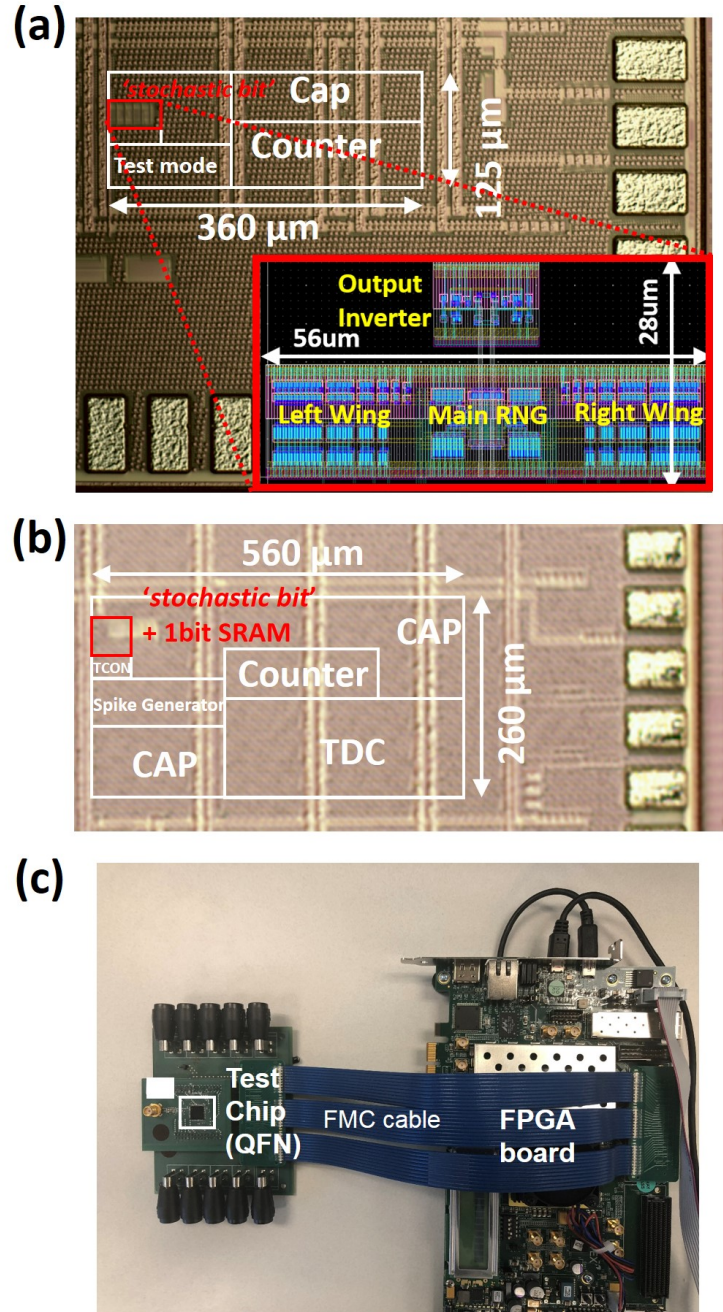 (a)
'stochastic bit'
Cap
Counter
Test mode
125 µm
360 µm
Output
Inverter
56um
28um
Left Wing
Main RNG
Right Wing
(b)
560 µm
'stochastic bit'
+ 1bit SRAM
CAP
TCON
Counter
Spike Generator
260 µm
CAP
TDC
(c)
Test
Chip
(QFN)
FMC cable
FPGA
board